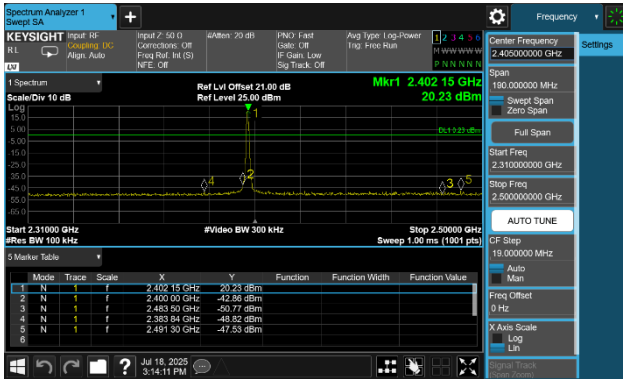 Spectrum Analyzer 1
Swept SA
Frequency
KEYSIGHT
RL
Input: RF
Coupling: DC
Align: Auto
Input Z: 50 Ω
Corrections: Off
Freq Ref: Int (S)
NFE: Off
#Atten: 20 dB
PNO: Fast
Gate: Off
IF Gain: Low
Sig Track: Off
Avg Type: Log-Power
Trig: Free Run
1 2 3 4 5 6
M W W W W W
P N N N N N
LXI
1 Spectrum
Scale/Div 10 dB
Ref Lvl Offset 21.00 dB
Ref Level 25.00 dBm
Mkr1 2.402 15 GHz
20.23 dBm
Log
15.0
5.00
-5.00
-15.0
-25.0
-35.0
-45.0
-55.0
-65.0
DL1 0.23 dBm
1
2
3
4
5
Start 2.31000 GHz
#Res BW 100 kHz
#Video BW 300 kHz
Stop 2.50000 GHz
Sweep 1.00 ms (1001 pts)
5 Marker Table
Mode Trace Scale X Y Function Function Width Function Value
1 N 1 f 2.402 15 GHz 20.23 dBm
2 N 1 f 2.400 00 GHz -42.86 dBm
3 N 1 f 2.483 50 GHz -50.77 dBm
4 N 1 f 2.383 84 GHz -48.82 dBm
5 N 1 f 2.491 30 GHz -47.53 dBm
6
?
Jul 18, 2025
3:14:11 PM
Center Frequency
2.405000000 GHz
Span
190.000000 MHz
Swept Span
Zero Span
Full Span
Start Freq
2.310000000 GHz
Stop Freq
2.500000000 GHz
AUTO TUNE
CF Step
19.000000 MHz
Auto
Man
Freq Offset
0 Hz
X Axis Scale
Log
Lin
Signal Track
(Span Zoom)
Settings